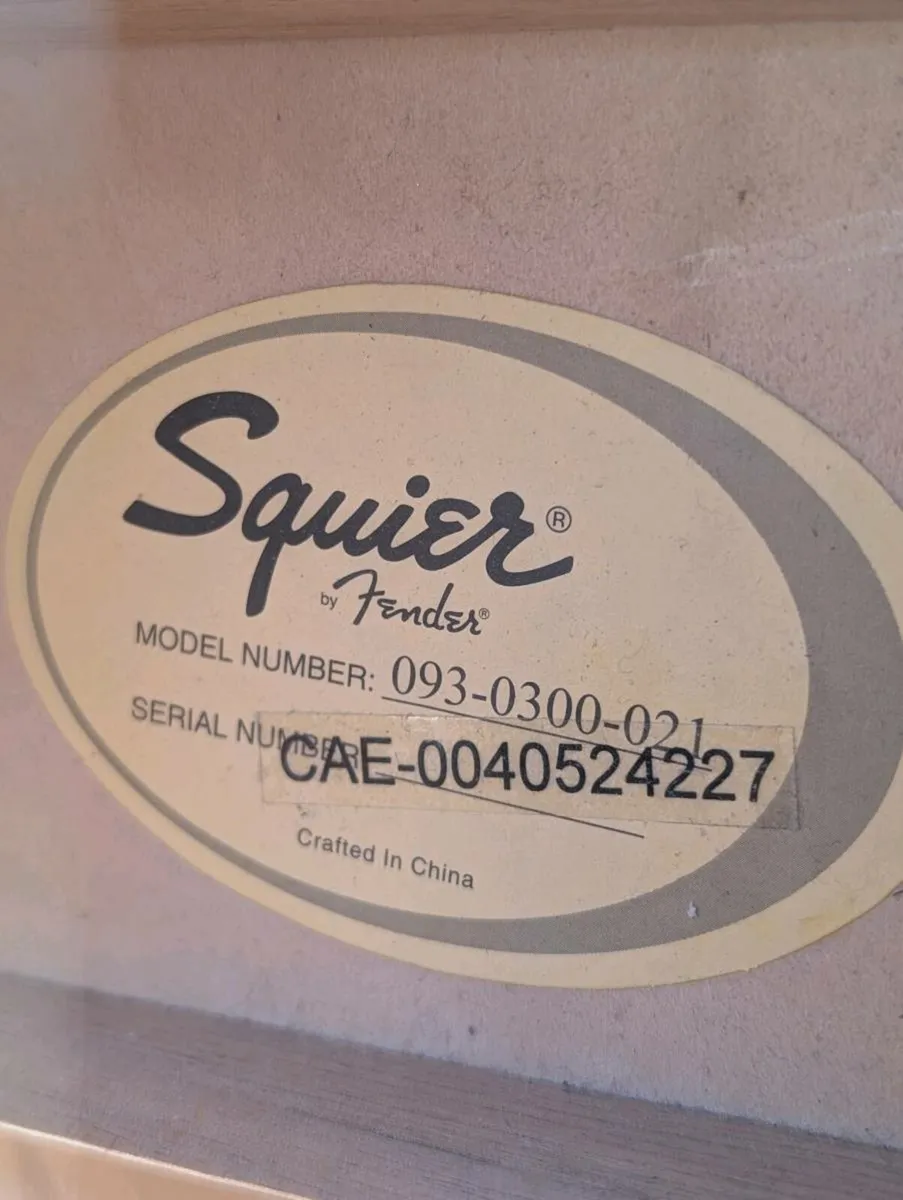 Squier®
by Fender®
MODEL NUMBER: 093-0300-021
SERIAL NUMBER:
CAE-0040524227
Crafted In China